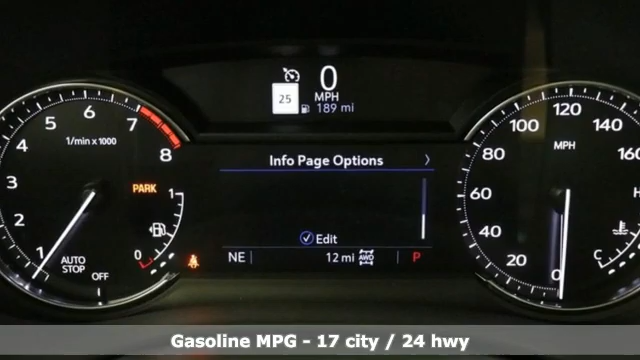 0
MPH
25
189 mi
Info Page Options >
Edit
NE 12 mi AWD P
1/min x 1000
1
2
3
4
5
6
7
8
PARK
AUTO
STOP
OFF
1
0
0
20
40
60
80
100
120
140
160
MPH
H
C
Gasoline MPG - 17 city / 24 hwy